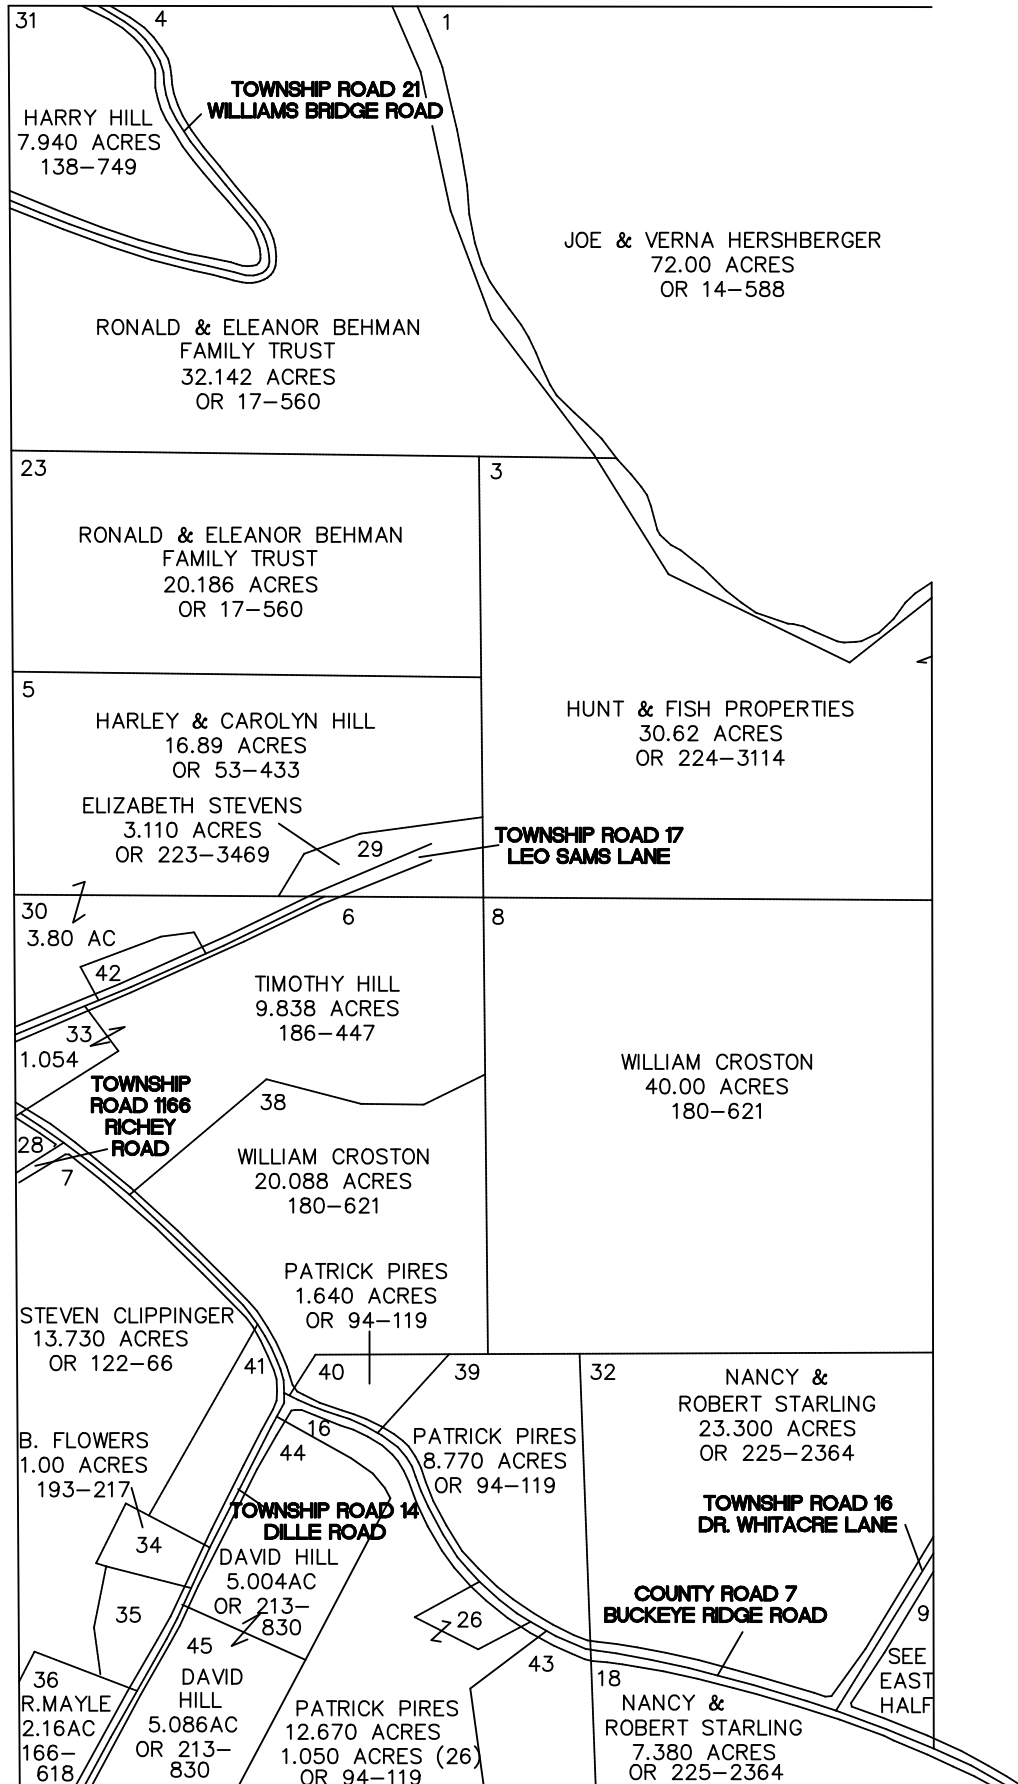 31
4
1
TOWNSHIP ROAD 21
WILLIAMS BRIDGE ROAD
HARRY HILL
7.940 ACRES
138-749
JOE & VERNA HERSHBERGER
72.00 ACRES
OR 14-588
RONALD & ELEANOR BEHMAN
FAMILY TRUST
32.142 ACRES
OR 17-560
23
3
RONALD & ELEANOR BEHMAN
FAMILY TRUST
20.186 ACRES
OR 17-560
5
HARLEY & CAROLYN HILL
16.89 ACRES
OR 53-433
HUNT & FISH PROPERTIES
30.62 ACRES
OR 224-3114
ELIZABETH STEVENS
3.110 ACRES
OR 223-3469
29
TOWNSHIP ROAD 17
LEO SAMS LANE
30
3.80 AC
6
8
42
TIMOTHY HILL
9.838 ACRES
186-447
33
1.054
WILLIAM CROSTON
40.00 ACRES
180-621
TOWNSHIP
ROAD 1166
RICHEY
ROAD
38
28
7
WILLIAM CROSTON
20.088 ACRES
180-621
PATRICK PIRES
1.640 ACRES
OR 94-119
STEVEN CLIPPINGER
13.730 ACRES
OR 122-66
41
40
39
32
NANCY &
ROBERT STARLING
23.300 ACRES
OR 225-2364
16
44
PATRICK PIRES
8.770 ACRES
OR 94-119
B. FLOWERS
1.00 ACRES
193-217
TOWNSHIP ROAD 14
DILLE ROAD
TOWNSHIP ROAD 16
DR. WHITACRE LANE
34
DAVID HILL
5.004AC
OR 213-
830
35
26
COUNTY ROAD 7
BUCKEYE RIDGE ROAD
9
SEE
EAST
HALF
45
43
36
R.MAYLE
2.16AC
166-
618
DAVID
HILL
5.086AC
OR 213-
830
PATRICK PIRES
12.670 ACRES
1.050 ACRES (26)
OR 94-119
18
NANCY &
ROBERT STARLING
7.380 ACRES
OR 225-2364